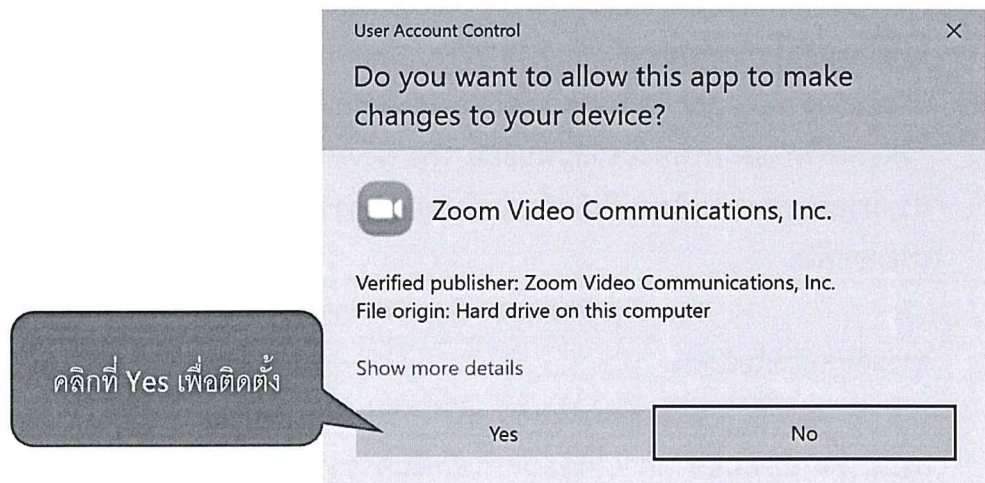 User Account Control
Do you want to allow this app to make
changes to your device?
Zoom Video Communications, Inc.
Verified publisher: Zoom Video Communications, Inc.
File origin: Hard drive on this computer
Show more details
คลิกที่ Yes เพื่อติดตั้ง
Yes
No